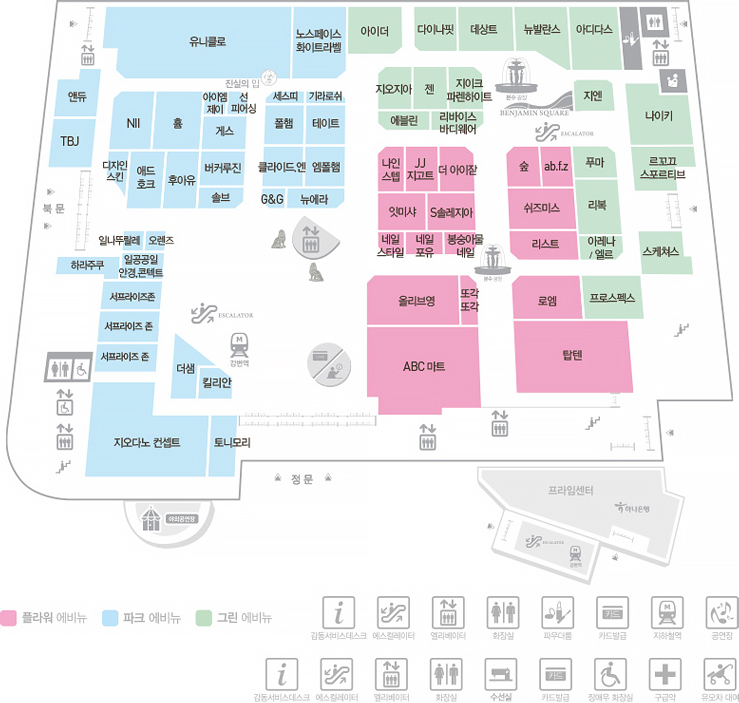 유니클로
노스페이스
화이트라벨
아이더
다이나핏
데상트
뉴발란스
아디다스
진실의 입
앤듀
TBJ
NII
흄
아이엠
제이
선
피어싱
게스
세스띠
기라로쉬
폴햄
테이트
지오지아
젠
지이크
파렌하이트
분수 광장
BENJAMIN SQUARE
ESCALATOR
지엔
나이키
에블린
리바이스
바디웨어
디자인
스킨
애드
호크
후아유
버커루진
솔브
클라이드.엔
엠폴햄
G&G
뉴에라
나인
스텝
JJ
지고트
더 아이잗
숲
ab.f.z
푸마
르꼬끄
스포르티브
북 문
잇미샤
S솔레지아
쉬즈미스
리복
일나뚜랄레
오렌즈
네일
스타일
네일
포유
봉숭아물
네일
리스트
아레나
/ 엘르
스케쳐스
하라주쿠
일공공일
안경,콘텍트
분수 광장
서프라이즈존
올리브영
또각
또각
로엠
프로스펙스
서프라이즈 존
ESCALATOR
M
강변역
서프라이즈 존
더샘
킬리안
ABC 마트
탑텐
지오다노 컨셉트
토니모리
정 문
야외공연장
프라임센터
하나은행
ESCALATOR
M
강변역
플라워 에비뉴
파크 에비뉴
그린 에비뉴
감동서비스데스크
에스컬레이터
엘리베이터
화장실
파우더룸
카드
카드발급
M
지하철역
공연장
감동서비스데스크
에스컬레이터
엘리베이터
화장실
수선실
카드
카드발급
장애우 화장실
구급약
유모차 대여